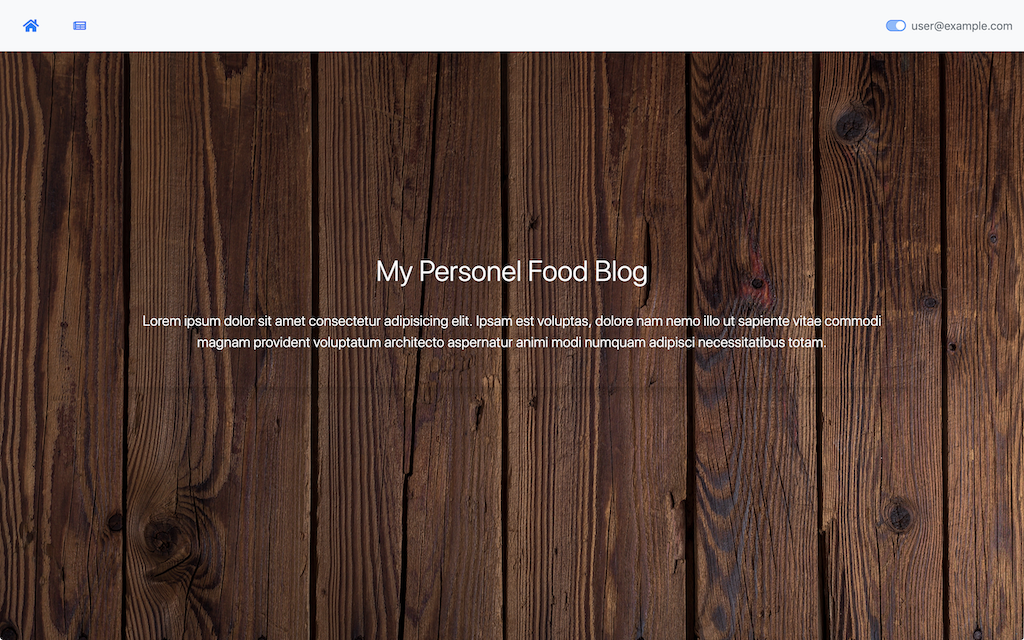 user@example.com
My Personel Food Blog
Lorem ipsum dolor sit amet consectetur adipisicing elit. Ipsam est voluptas, dolore nam nemo illo ut sapiente vitae commodi
magnam provident voluptatum architecto aspernatur animi modi numquam adipisci necessitatibus totam.